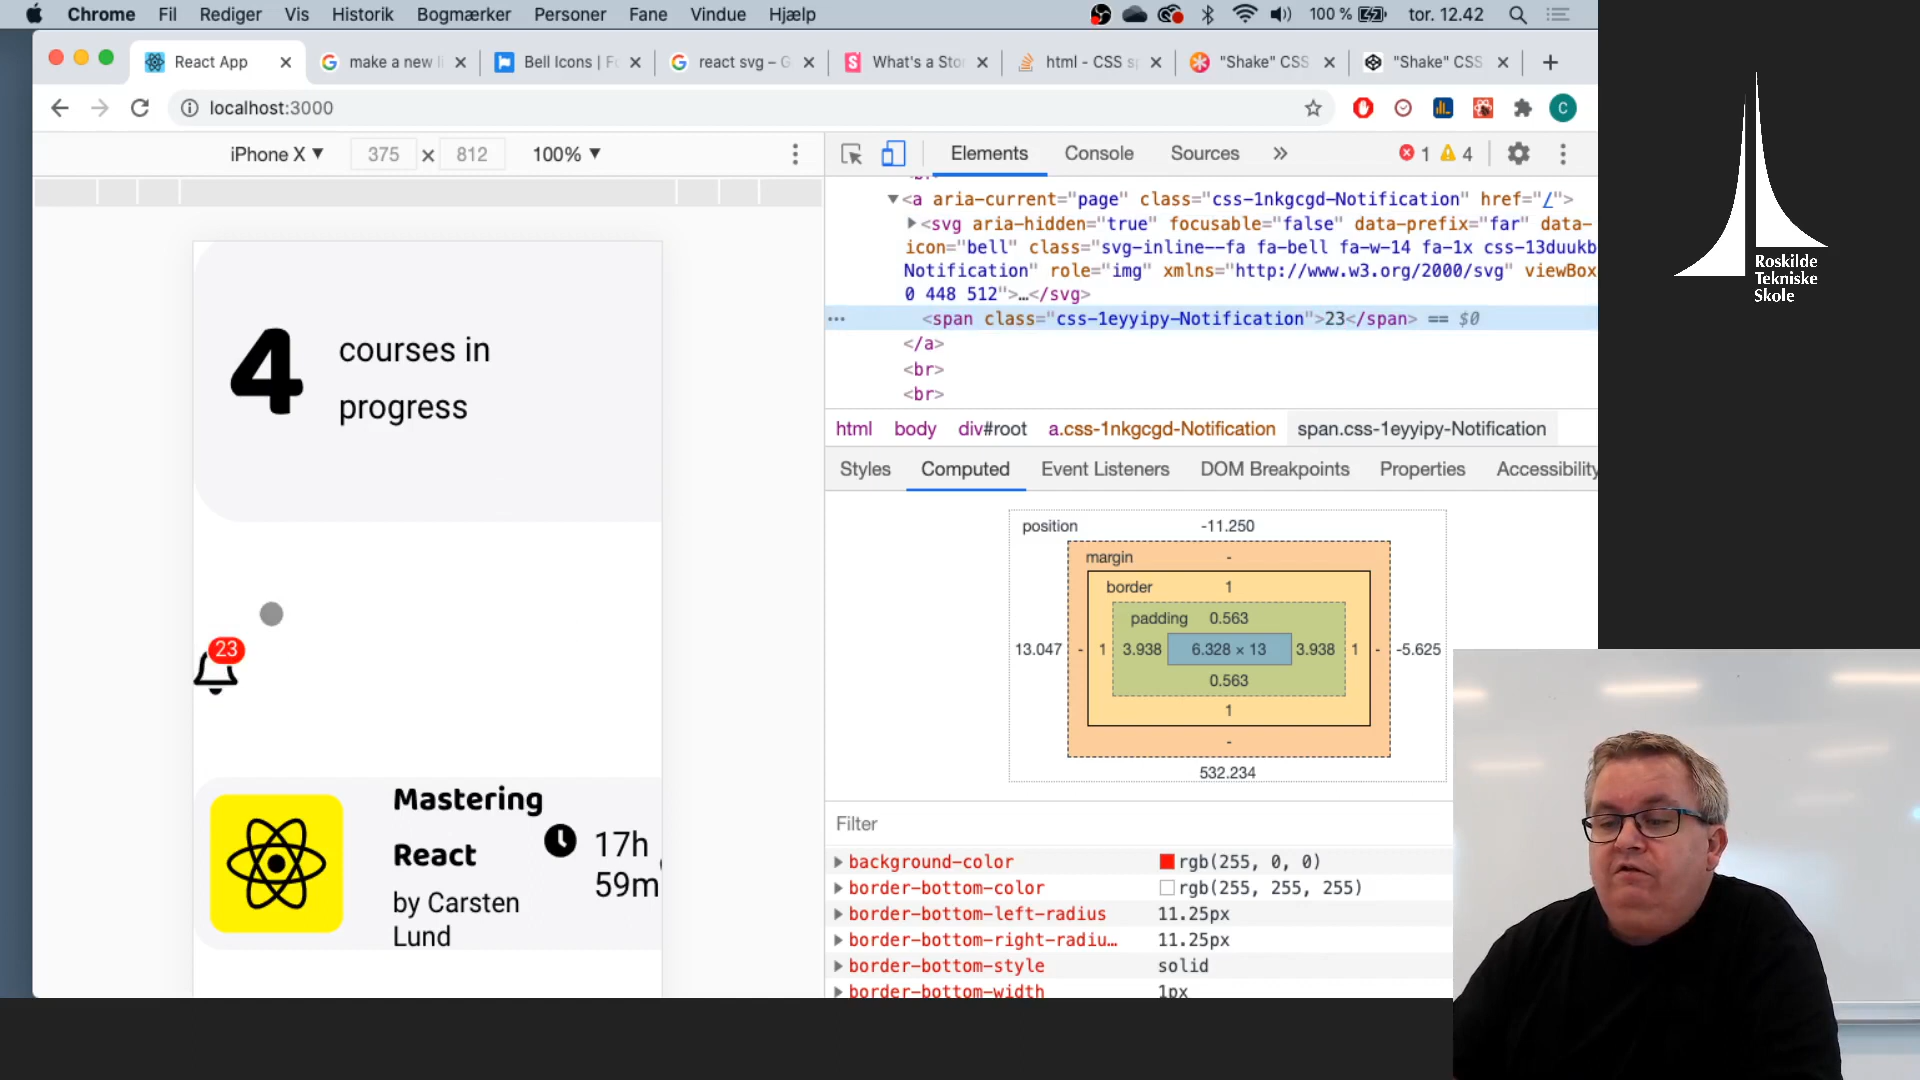 Chrome Fil Rediger Vis Historik Bogmærker Personer Fane Vindue Hjælp 100 % tor. 12.42
React App make a new li Bell Icons | Fo react svg – G What's a Stor html - CSS sp "Shake" CSS "Shake" CSS
localhost:3000 C
iPhone X ▼ 375 × 812 100% ▼ Elements Console Sources » 1 4
▼<a aria-current="page" class="css-1nkgcgd-Notification" href="/">
▶<svg aria-hidden="true" focusable="false" data-prefix="far" data-
icon="bell" class="svg-inline--fa fa-bell fa-w-14 fa-1x css-13duukb
Notification" role="img" xmlns="http://www.w3.org/2000/svg" viewBox
0 448 512">…</svg>
<span class="css-1eyyipy-Notification">23</span> == $0
</a>
<br>
<br>
html body div#root a.css-1nkgcgd-Notification span.css-1eyyipy-Notification
Styles Computed Event Listeners DOM Breakpoints Properties Accessibility
position -11.250
margin -
border 1
padding 0.563
13.047 - 1 3.938 6.328 × 13 3.938 1 - -5.625
0.563
1
-
532.234
Filter
background-color rgb(255, 0, 0)
border-bottom-color rgb(255, 255, 255)
border-bottom-left-radius 11.25px
border-bottom-right-radiu… 11.25px
border-bottom-style solid
border-bottom-width 1px
4 courses in
progress
23
Mastering
React
by Carsten
Lund
17h
59m
Roskilde
Tekniske
Skole